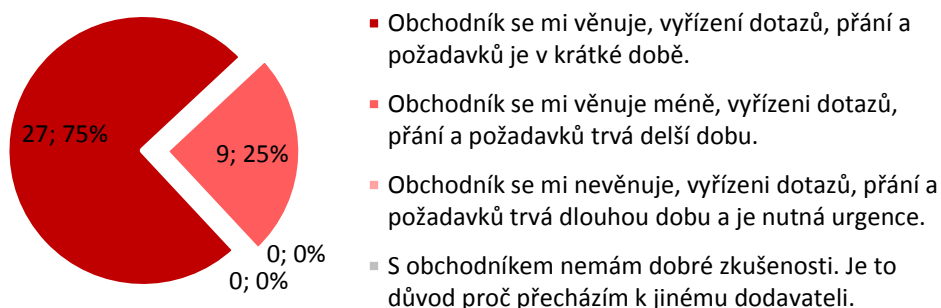 27; 75%
9; 25%
0; 0%
0; 0%
Obchodník se mi věnuje, vyřízení dotazů, přání a
požadavků je v krátké době.
Obchodník se mi věnuje méně, vyřízeni dotazů,
přání a požadavků trvá delší dobu.
Obchodník se mi nevěnuje, vyřízeni dotazů, přání a
požadavků trvá dlouhou dobu a je nutná urgence.
S obchodníkem nemám dobré zkušenosti. Je to
důvod proč přecházím k jinému dodavateli.